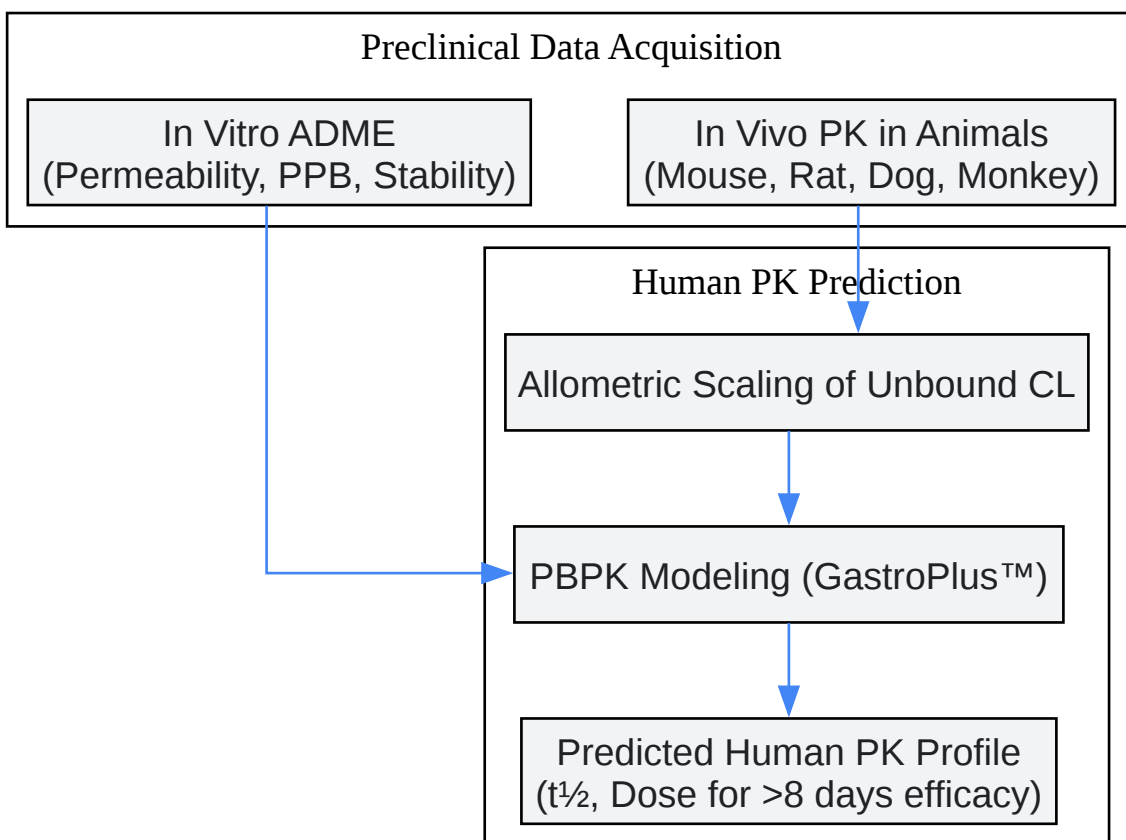 Preclinical Data Acquisition
In Vitro ADME
(Permeability, PPB, Stability)
In Vivo PK in Animals
(Mouse, Rat, Dog, Monkey)
Human PK Prediction
Allometric Scaling of Unbound CL
PBPK Modeling (GastroPlus™)
Predicted Human PK Profile
(t½, Dose for >8 days efficacy)